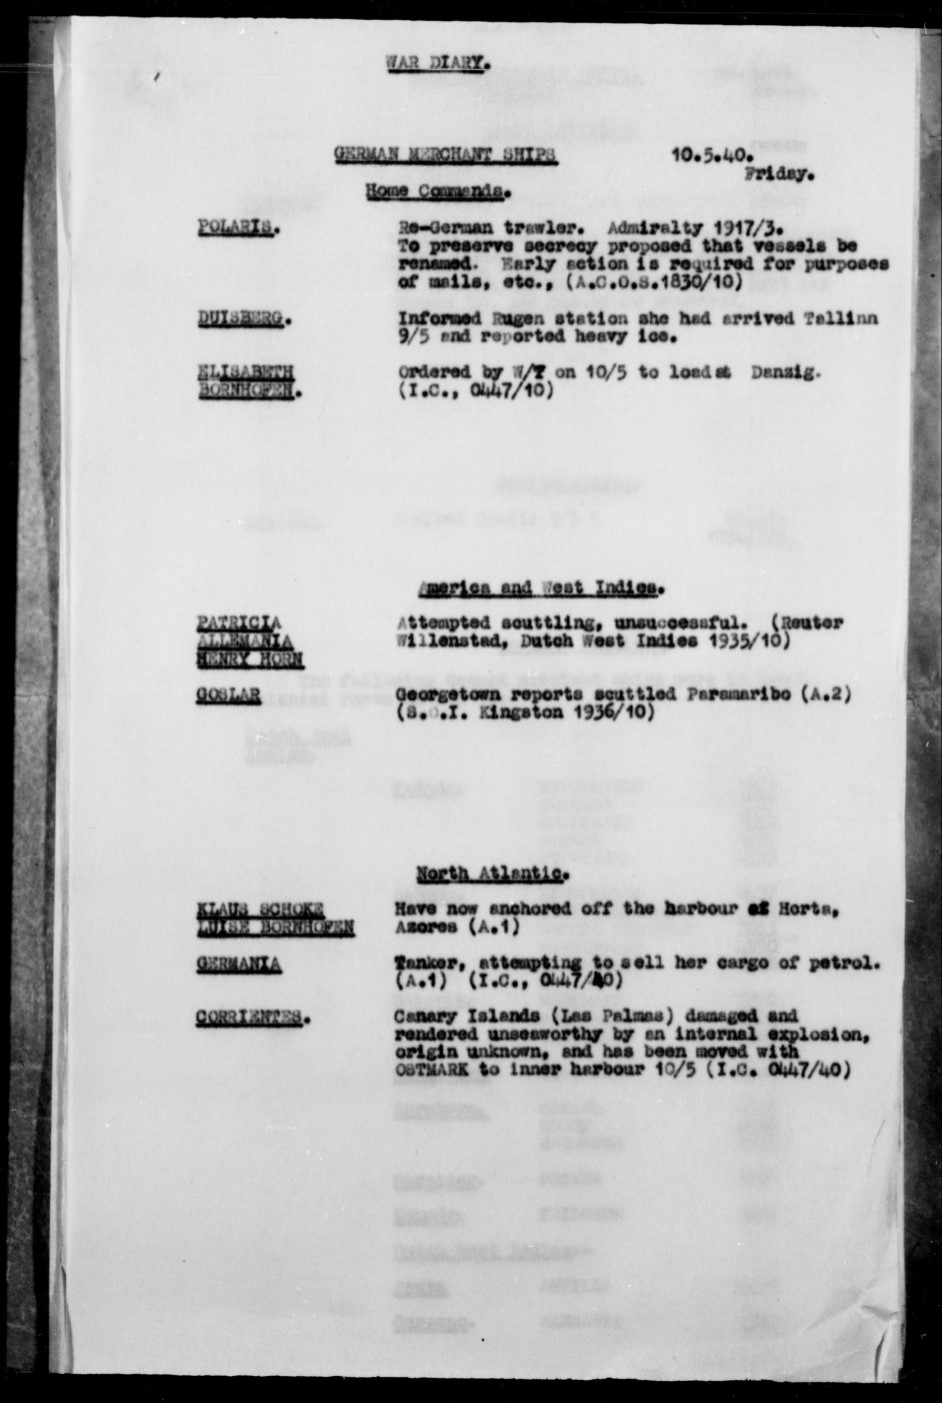 WAR DIARY.
GERMAN MERCHANT SHIPS 10.5.40.
Friday.
Home Commands.
POLARIS. Re-German trawler. Admiralty 1917/3.
To preserve secrecy proposed that vessels be
renamed. Early action is required for purposes
of mails, etc., (A.C.O.S.1830/10)
DUISBERG. Informed Rugen station she had arrived Tallinn
9/5 and reported heavy ice.
ELISABETH Ordered by W/T on 10/5 to load at Danzig.
BORNHOFEN. (I.C., 0447/10)
America and West Indies.
PATRICIA Attempted scuttling, unsuccessful. (Reuter
ALLEMANIA Willenstad, Dutch West Indies 1935/10)
HENRY HORN
GOSLAR Georgetown reports scuttled Paramaribo (A.2)
(S.O.I. Kingston 1936/10)
North Atlantic.
KLAUS SCHOKE Have now anchored off the harbour at Horta,
LUISE BORNHOFEN Azores (A.1)
GERMANIA Tanker, attempting to sell her cargo of petrol.
(A.1) (I.C., 0447/40)
CORRIENTES. Canary Islands (Las Palmas) damaged and
rendered unseaworthy by an internal explosion,
origin unknown, and has been moved with
OSTMARK to inner harbour 10/5 (I.C. 0447/40)